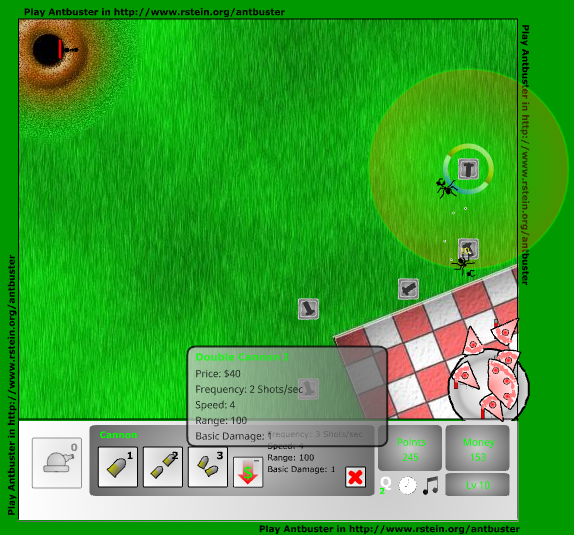 Play Antbuster in http://www.rstein.org/antbuster
Play Antbuster in http://www.rstein.org/antbuster
Play Antbuster in http://www.rstein.org/antbuster
Double Cannon 1
Price: $40
Frequency: 2 Shots/sec
Speed: 4
Range: 100
Basic Damage: 1
0
Cannon
1
2
3
Frequency: 3 Shots/sec
Speed: 4
Range: 100
Basic Damage: 1
Points
245
Money
153
2
Play Antbuster in http://www.rstein.org/antbuster